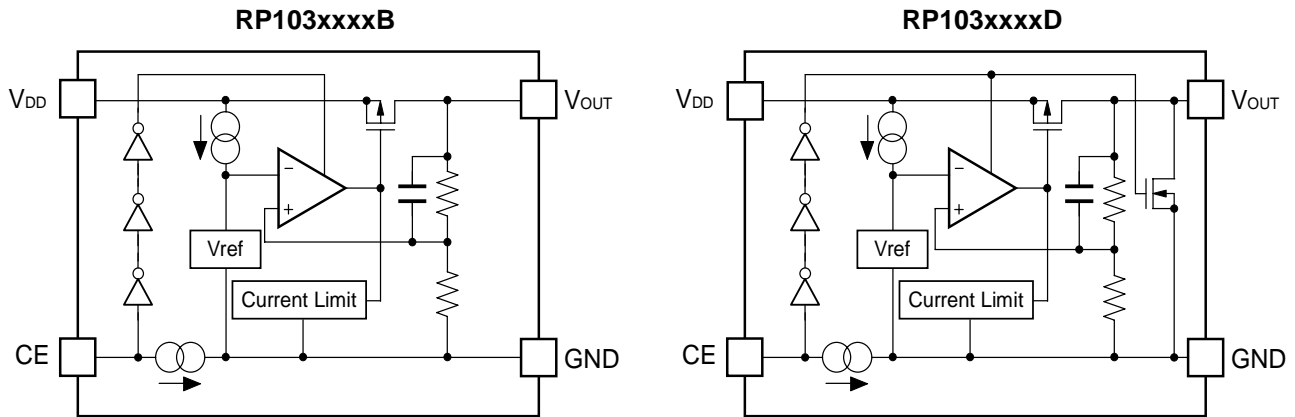 RP103xxxxB
VDD
VOUT
−
+
Vref
Current Limit
CE
GND
RP103xxxxD
VDD
VOUT
−
+
Vref
Current Limit
CE
GND